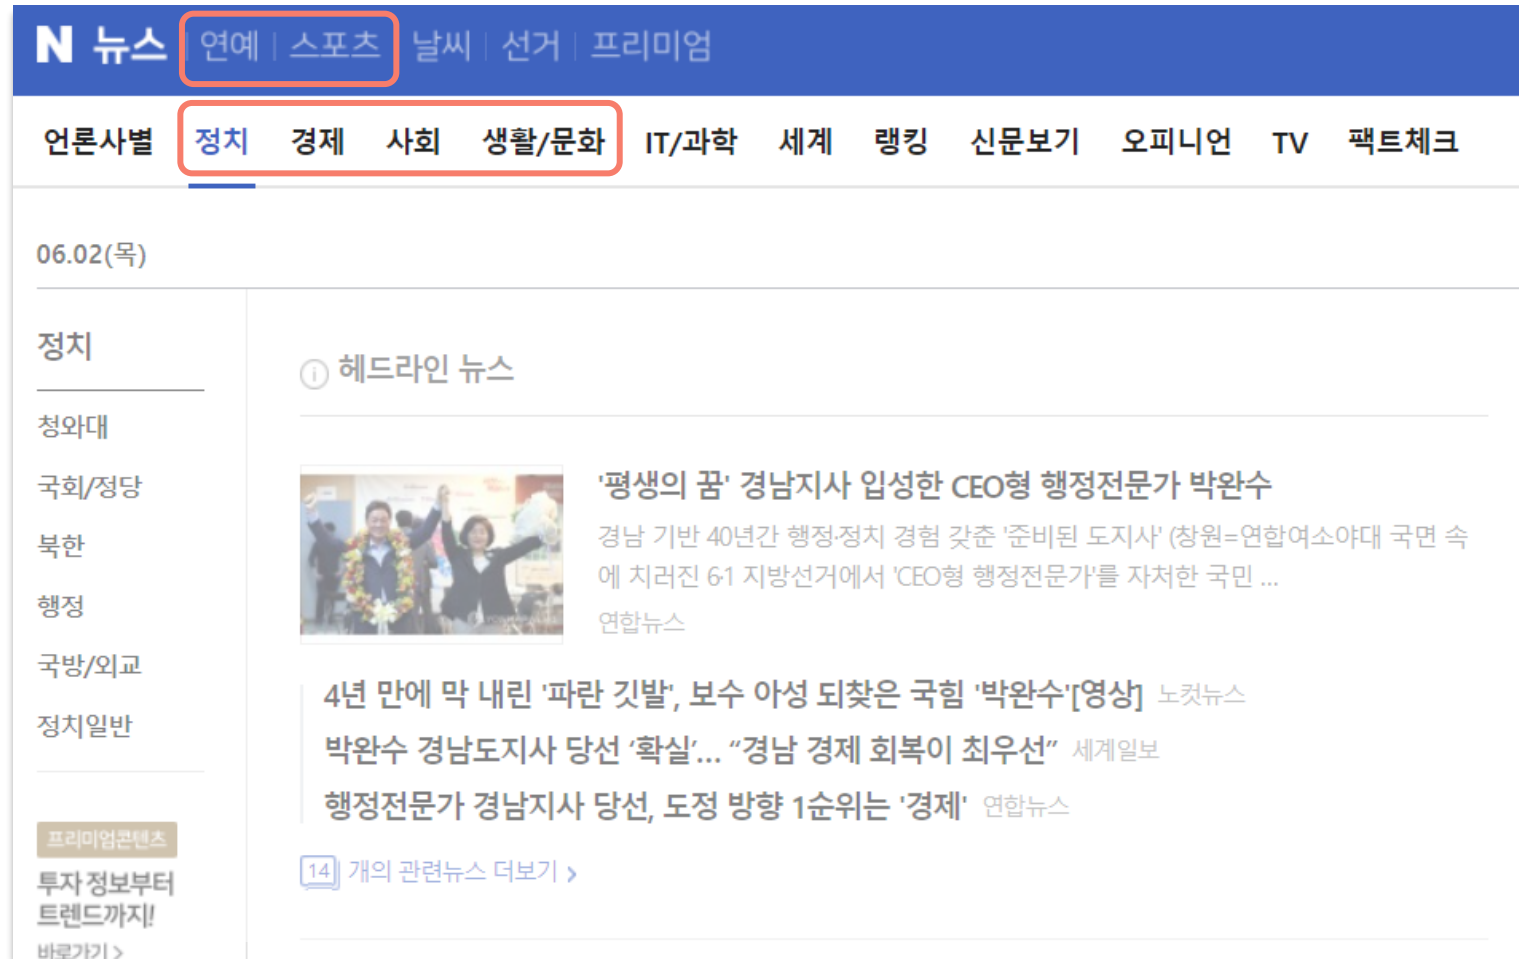 N 뉴스 연예 스포츠 날씨 선거 프리미엄
언론사별 정치 경제 사회 생활/문화 IT/과학 세계 랭킹 신문보기 오피니언 TV 팩트체크
06.02(목)
정치
청와대
국회/정당
북한
행정
국방/외교
정치일반
프리미엄콘텐츠
투자 정보부터
트렌드까지!
바로가기 >
헤드라인 뉴스
'평생의 꿈' 경남지사 입성한 CEO형 행정전문가 박완수
경남 기반 40년간 행정·정치 경험 갖춘 '준비된 도지사' (창원=연합여소야대 국면 속
에 치러진 6·1 지방선거에서 'CEO형 행정전문가'를 자처한 국민 ...
연합뉴스
4년 만에 막 내린 '파란 깃발', 보수 아성 되찾은 국힘 '박완수'[영상] 노컷뉴스
박완수 경남도지사 당선 ‘확실’... “경남 경제 회복이 최우선” 세계일보
행정전문가 경남지사 당선, 도정 방향 1순위는 '경제' 연합뉴스
14 개의 관련뉴스 더보기 >